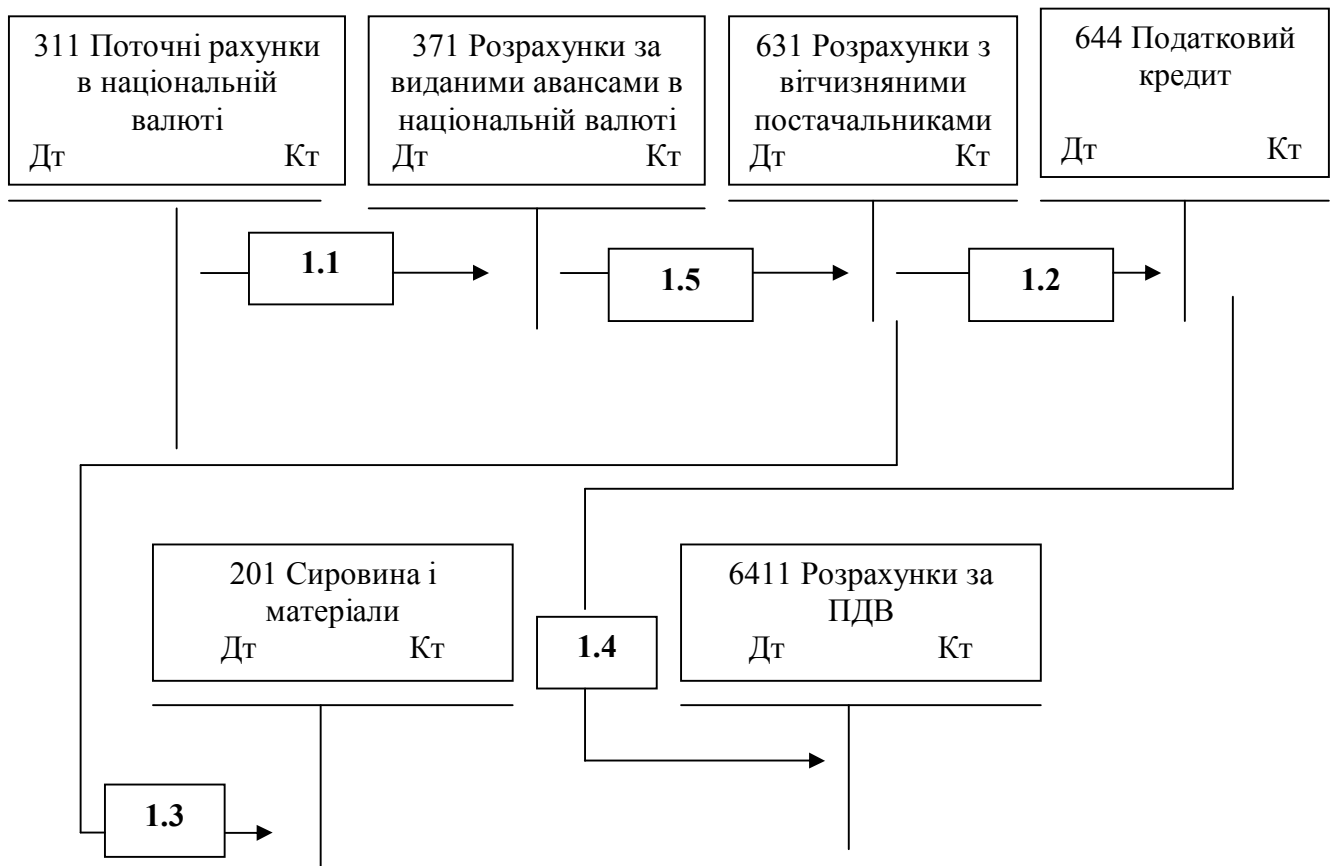 311 Поточні рахунки
в національній
валюті
Дт Кт
371 Розрахунки за
виданими авансами в
національній валюті
Дт Кт
631 Розрахунки з
вітчизняними
постачальниками
Дт Кт
644 Податковий
кредит
Дт Кт
1.1
1.5
1.2
201 Сировина і
матеріали
Дт Кт
1.4
6411 Розрахунки за
ПДВ
Дт Кт
1.3